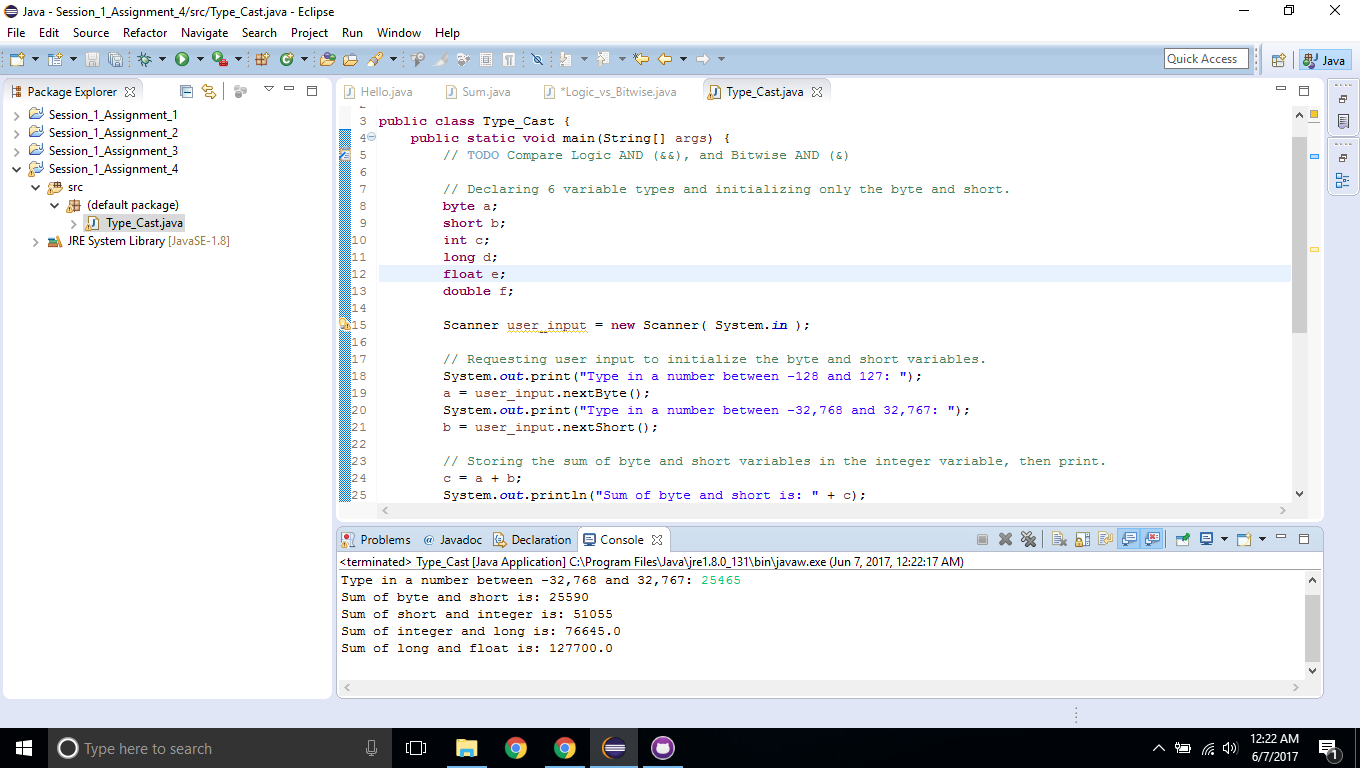 Java - Session_1_Assignment_4/src/Type_Cast.java - Eclipse
File Edit Source Refactor Navigate Search Project Run Window Help
Quick Access
Java
Package Explorer
Session_1_Assignment_1
Session_1_Assignment_2
Session_1_Assignment_3
Session_1_Assignment_4
src
(default package)
Type_Cast.java
JRE System Library [JavaSE-1.8]
Hello.java Sum.java *Logic_vs_Bitwise.java Type_Cast.java
3 public class Type_Cast {
4 public static void main(String[] args) {
5 // TODO Compare Logic AND (&&), and Bitwise AND (&)
6
7 // Declaring 6 variable types and initializing only the byte and short.
8 byte a;
9 short b;
10 int c;
11 long d;
12 float e;
13 double f;
14
15 Scanner user_input = new Scanner( System.in );
16
17 // Requesting user input to initialize the byte and short variables.
18 System.out.print("Type in a number between -128 and 127: ");
19 a = user_input.nextByte();
20 System.out.print("Type in a number between -32,768 and 32,767: ");
21 b = user_input.nextShort();
22
23 // Storing the sum of byte and short variables in the integer variable, then print.
24 c = a + b;
25 System.out.println("Sum of byte and short is: " + c);
Problems @ Javadoc Declaration Console
<terminated> Type_Cast [Java Application] C:\Program Files\Java\jre1.8.0_131\bin\javaw.exe (Jun 7, 2017, 12:22:17 AM)
Type in a number between -32,768 and 32,767: 25465
Sum of byte and short is: 25590
Sum of short and integer is: 51055
Sum of integer and long is: 76645.0
Sum of long and float is: 127700.0
Type here to search
12:22 AM
6/7/2017
1